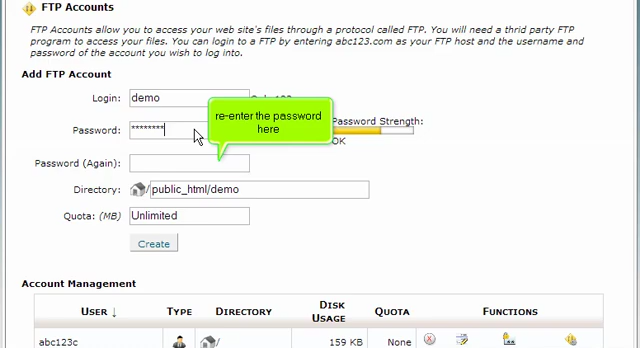 FTP Accounts
FTP Accounts allow you to access your web site's files through a protocol called FTP. You will need a thrid party FTP
program to access your files. You can login to a FTP by entering abc123.com as your FTP host and the username and
password of the account you wish to log into.
Add FTP Account
Login: demo
re-enter the password
here
Password: ******** Password Strength:
OK
Password (Again):
Directory: / public_html/demo
Quota: (MB) Unlimited
Create
Account Management
USER ↓ TYPE DIRECTORY DISK USAGE QUOTA FUNCTIONS
abc123c / 159 KB None